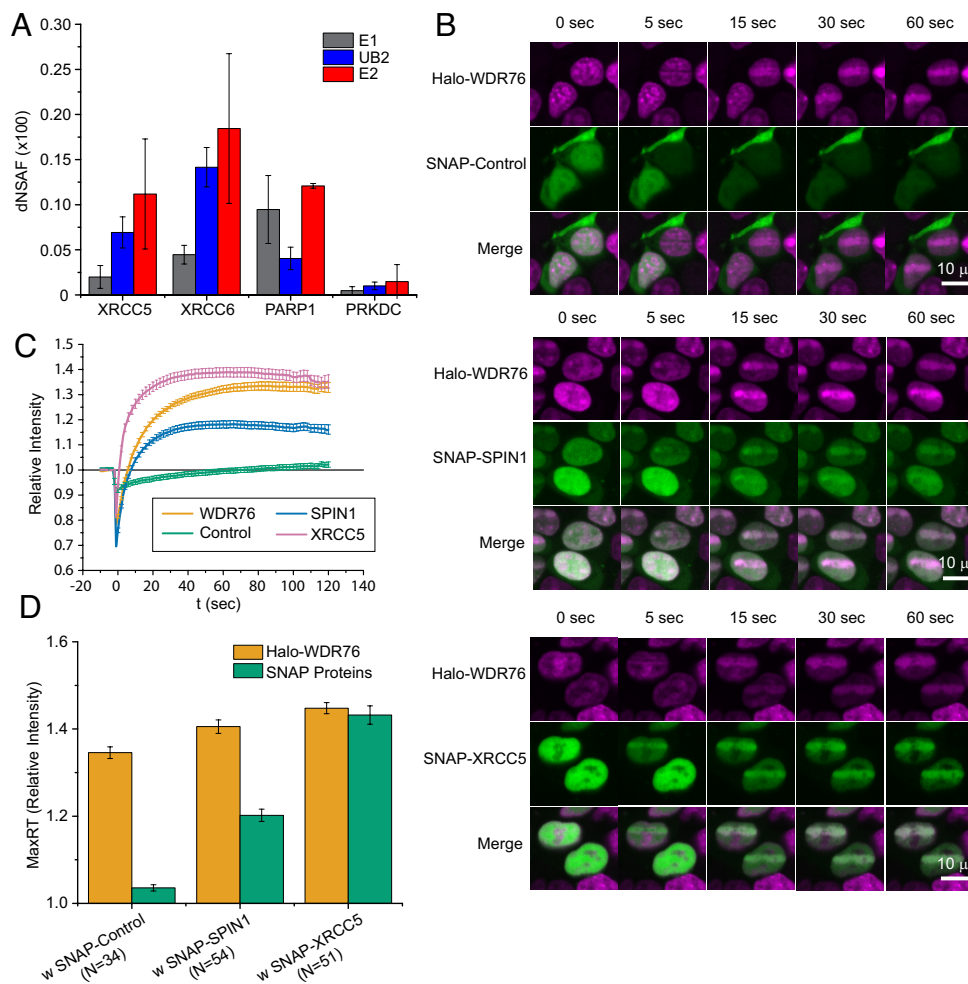 A
0.30
0.25
0.20
0.15
0.10
0.05
0
dNSAF (x100)
E1
UB2
E2
XRCC5 XRCC6 PARP1 PRKDC
B
0 sec 5 sec 15 sec 30 sec 60 sec
Halo-WDR76
SNAP-Control
Merge
10 μ
0 sec 5 sec 15 sec 30 sec 60 sec
Halo-WDR76
SNAP-SPIN1
Merge
10 μ
0 sec 5 sec 15 sec 30 sec 60 sec
Halo-WDR76
SNAP-XRCC5
Merge
10 μ
C
1.5
1.4
1.3
1.2
1.1
1.0
0.9
0.8
0.7
0.6
Relative Intensity
WDR76 SPIN1
Control XRCC5
-20 0 20 40 60 80 100 120 140
t (sec)
D
1.6
1.4
1.2
1.0
MaxRT (Relative Intensity)
Halo-WDR76
SNAP Proteins
w SNAP-Control
(N=34)
w SNAP-SPIN1
(N=54)
w SNAP-XRCC5
(N=51)